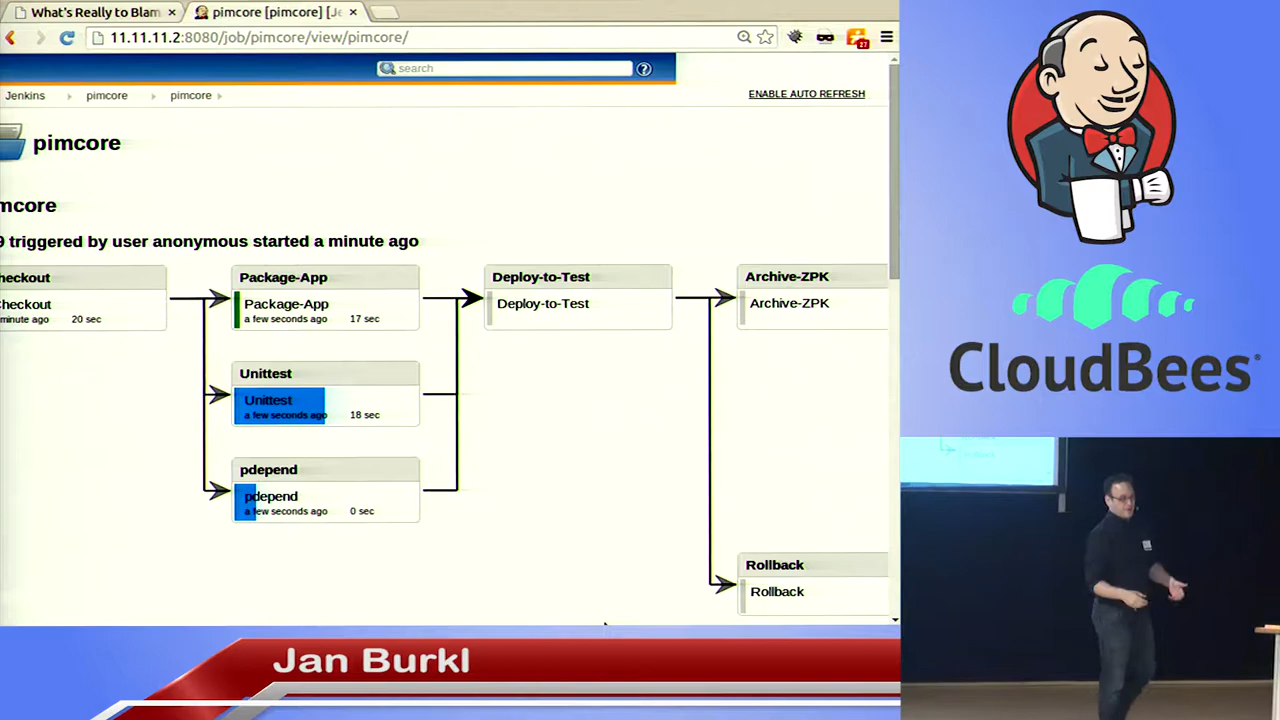 What's Really to Blam
pimcore [pimcore] [Je
11.11.11.2:8080/job/pimcore/view/pimcore/
27
search
?
Jenkins pimcore pimcore
ENABLE AUTO REFRESH
pimcore
mcore
9 triggered by user anonymous started a minute ago
heckout
Checkout
minute ago 20 sec
Package-App
Package-App
a few seconds ago 17 sec
Deploy-to-Test
Deploy-to-Test
Archive-ZPK
Archive-ZPK
Unittest
Unittest
a few seconds ago 18 sec
pdepend
pdepend
a few seconds ago 0 sec
Rollback
Rollback
CloudBees
Jan Burkl